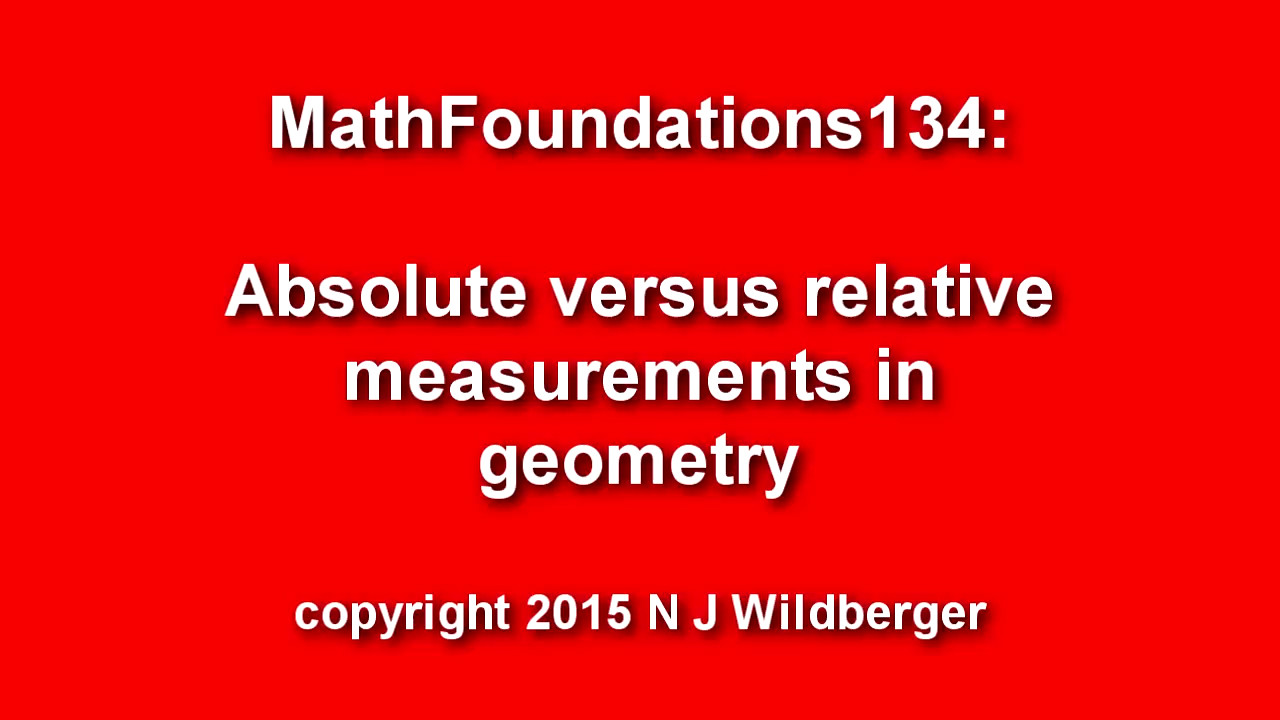 MathFoundations134:
Absolute versus relative
measurements in
geometry
copyright 2015 N J Wildberger